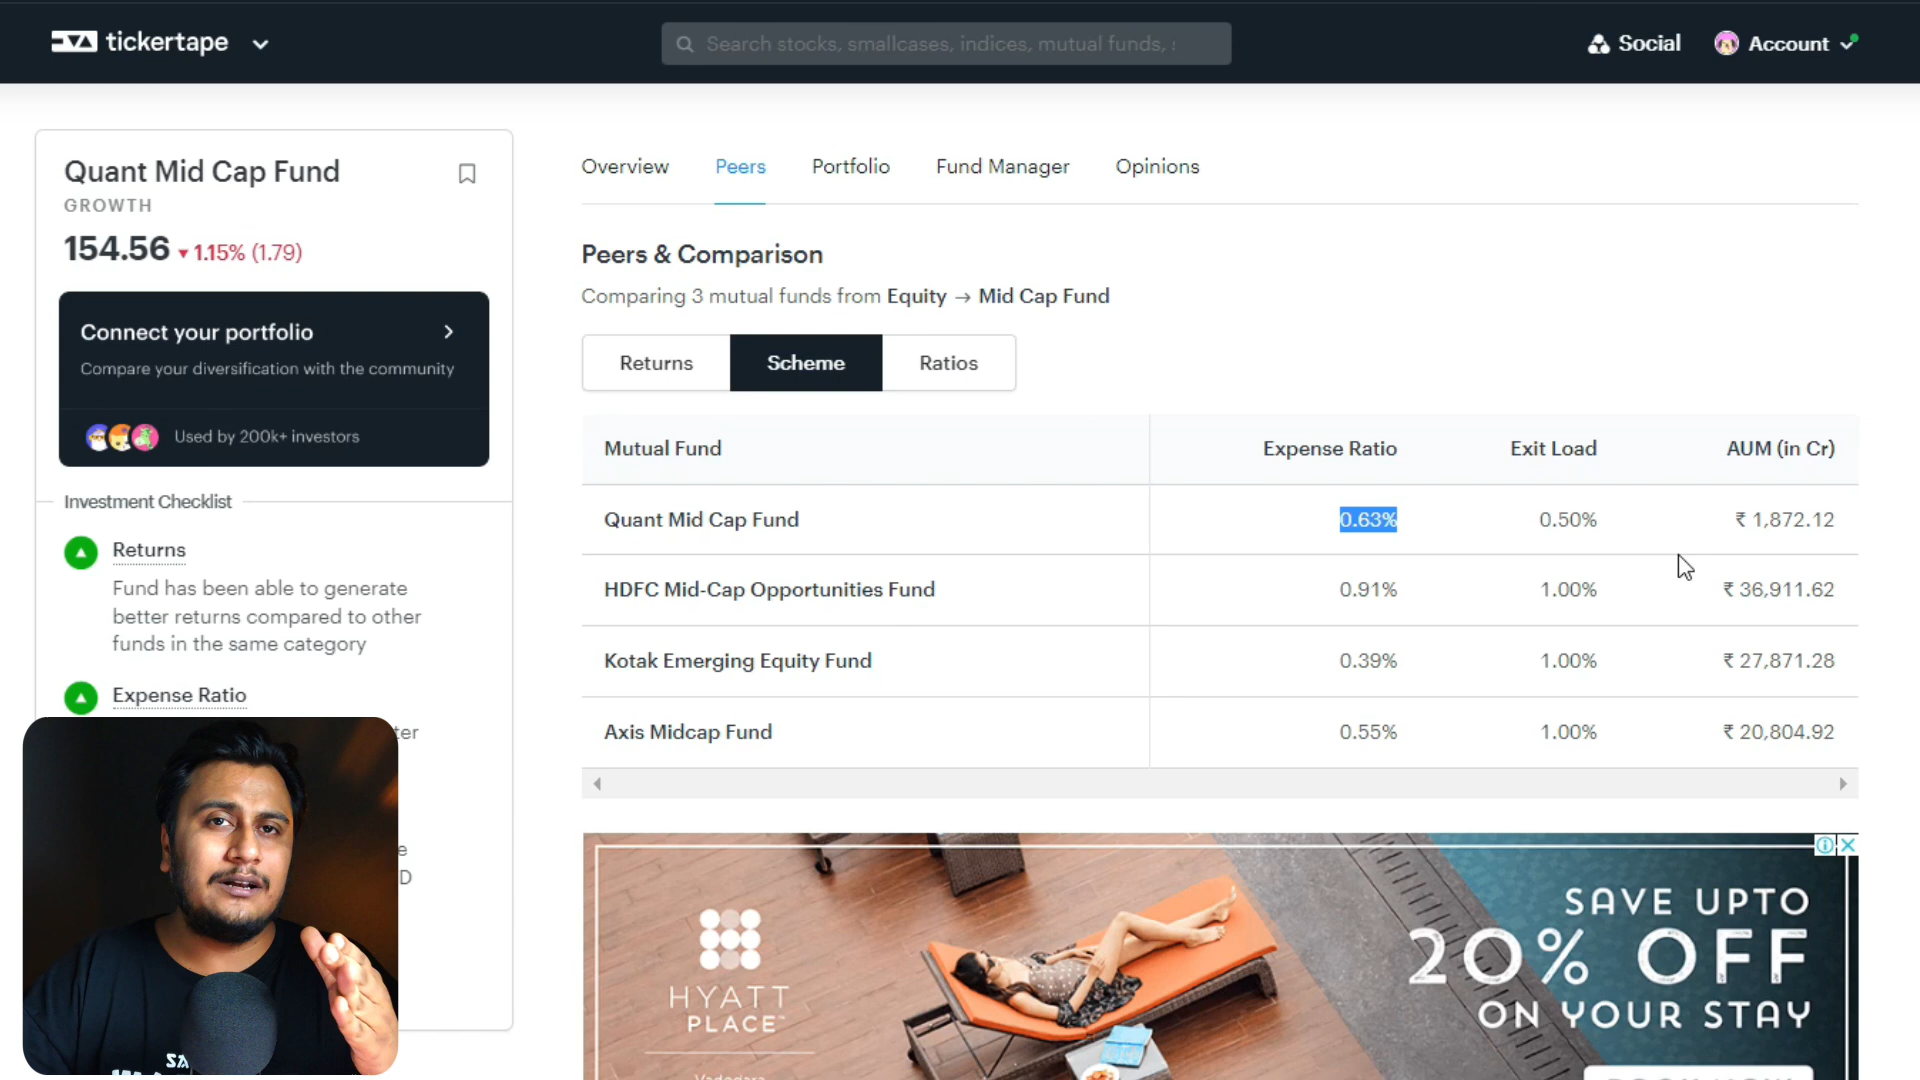 tickertape
Search stocks, smallcases, indices, mutual funds,
Social
Account
Quant Mid Cap Fund
GROWTH
154.56 ▾ 1.15% (1.79)
Connect your portfolio
Compare your diversification with the community
Used by 200k+ investors
Investment Checklist
Returns
Fund has been able to generate
better returns compared to other
funds in the same category
Expense Ratio
ter
e
D
SA
Overview
Peers
Portfolio
Fund Manager
Opinions
Peers & Comparison
Comparing 3 mutual funds from Equity → Mid Cap Fund
Returns
Scheme
Ratios
Mutual Fund Expense Ratio Exit Load AUM (in Cr)
Quant Mid Cap Fund 0.63% 0.50% ₹ 1,872.12
HDFC Mid-Cap Opportunities Fund 0.91% 1.00% ₹ 36,911.62
Kotak Emerging Equity Fund 0.39% 1.00% ₹ 27,871.28
Axis Midcap Fund 0.55% 1.00% ₹ 20,804.92
HYATT
PLACE™
SAVE UPTO
20% OFF
ON YOUR STAY